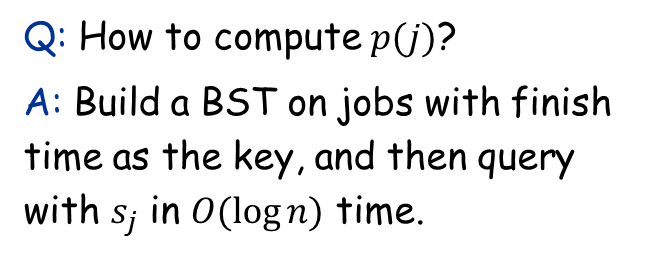 Q: How to compute p(j)?
A: Build a BST on jobs with finish
time as the key, and then query
with s_j in O(log n) time.